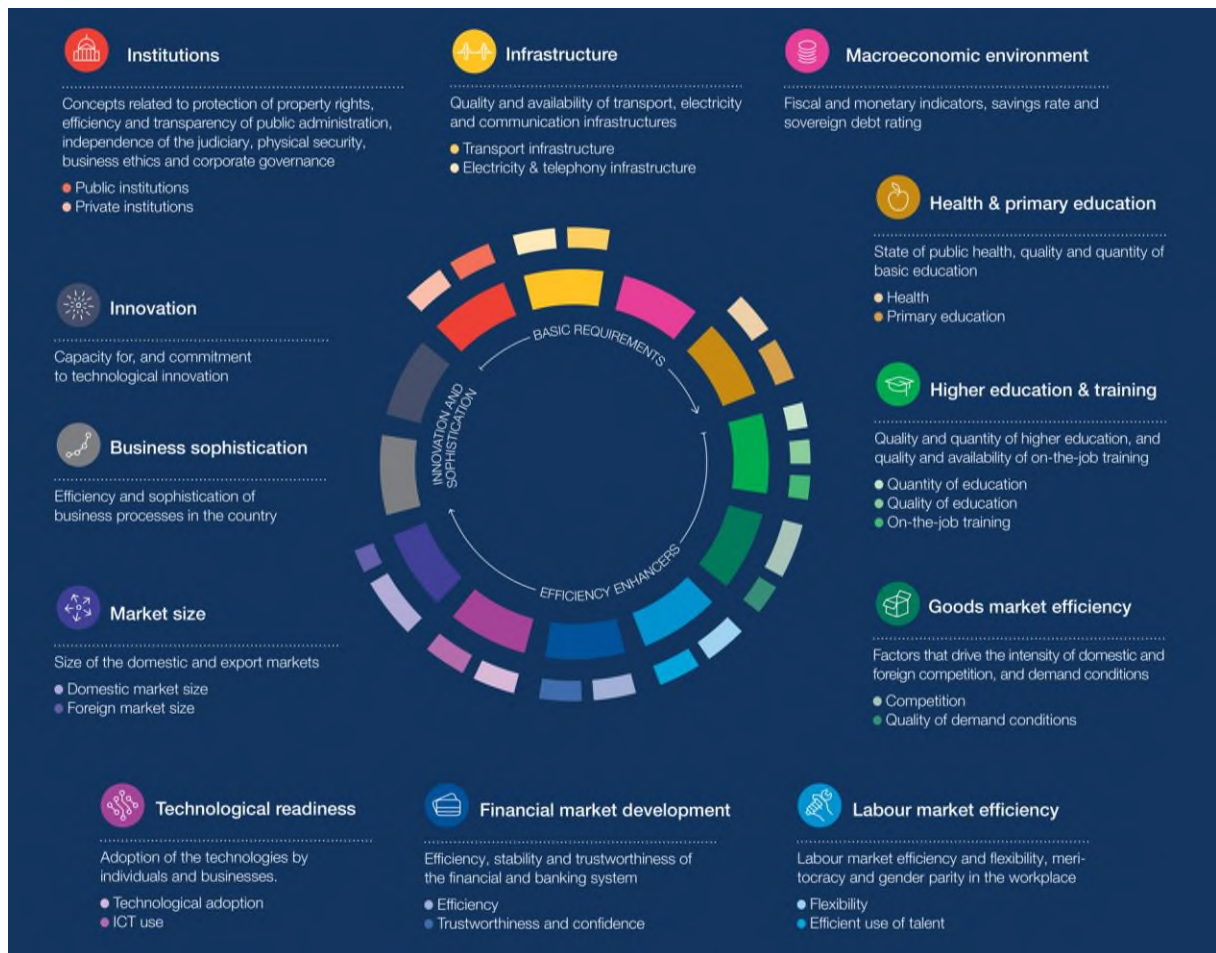 Institutions
Concepts related to protection of property rights,
efficiency and transparency of public administration,
independence of the judiciary, physical security,
business ethics and corporate governance
Public institutions
Private institutions
Infrastructure
Quality and availability of transport, electricity
and communication infrastructures
Transport infrastructure
Electricity & telephony infrastructure
Macroeconomic environment
Fiscal and monetary indicators, savings rate and
sovereign debt rating
Health & primary education
State of public health, quality and quantity of
basic education
Health
Primary education
Innovation
Capacity for, and commitment
to technological innovation
BASIC REQUIREMENTS
INNOVATION AND
SOPHISTICATION
EFFICIENCY ENHANCERS
Higher education & training
Quality and quantity of higher education, and
quality and availability of on-the-job training
Quantity of education
Quality of education
On-the-job training
Business sophistication
Efficiency and sophistication of
business processes in the country
Market size
Size of the domestic and export markets
Domestic market size
Foreign market size
Goods market efficiency
Factors that drive the intensity of domestic and
foreign competition, and demand conditions
Competition
Quality of demand conditions
Technological readiness
Adoption of the technologies by
individuals and businesses.
Technological adoption
ICT use
Financial market development
Efficiency, stability and trustworthiness of
the financial and banking system
Efficiency
Trustworthiness and confidence
Labour market efficiency
Labour market efficiency and flexibility, meri-
tocracy and gender parity in the workplace
Flexibility
Efficient use of talent